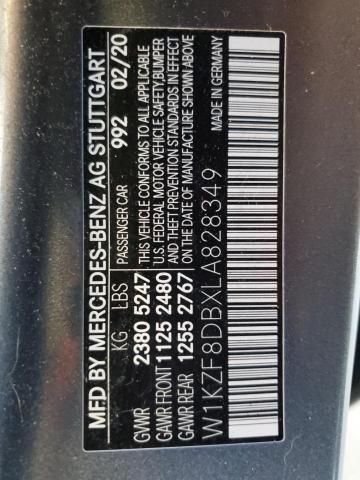 MFD BY MERCEDES-BENZ AG STUTTGART
992 02/20
PASSENGER CAR
KG LBS
GVWR 2380 5247
GAWR FRONT 1125 2480
GAWR REAR 1255 2767
THIS VEHICLE CONFORMS TO ALL APPLICABLE
U.S. FEDERAL MOTOR VEHICLE SAFETY,BUMPER
AND THEFT PREVENTION STANDARDS IN EFFECT
ON THE DATE OF MANUFACTURE SHOWN ABOVE
W1KZF8DBXLA828349
MADE IN GERMANY